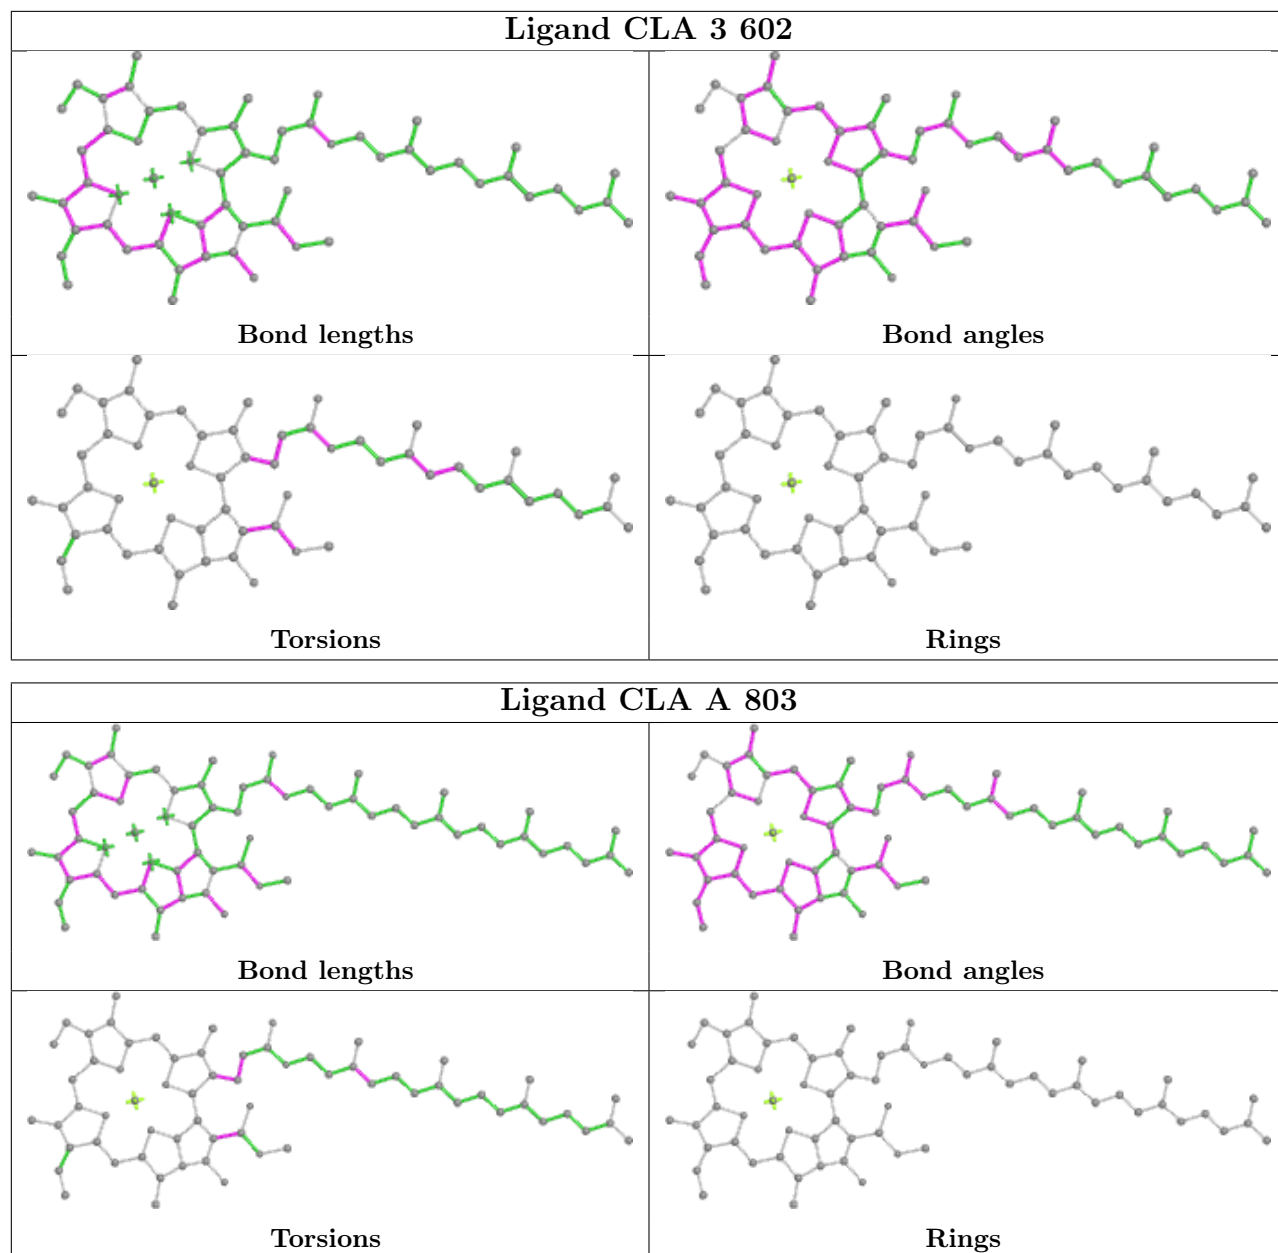 Ligand CLA 3 602
Bond lengths
Bond angles
Torsions
Rings
Ligand CLA A 803
Bond lengths
Bond angles
Torsions
Rings